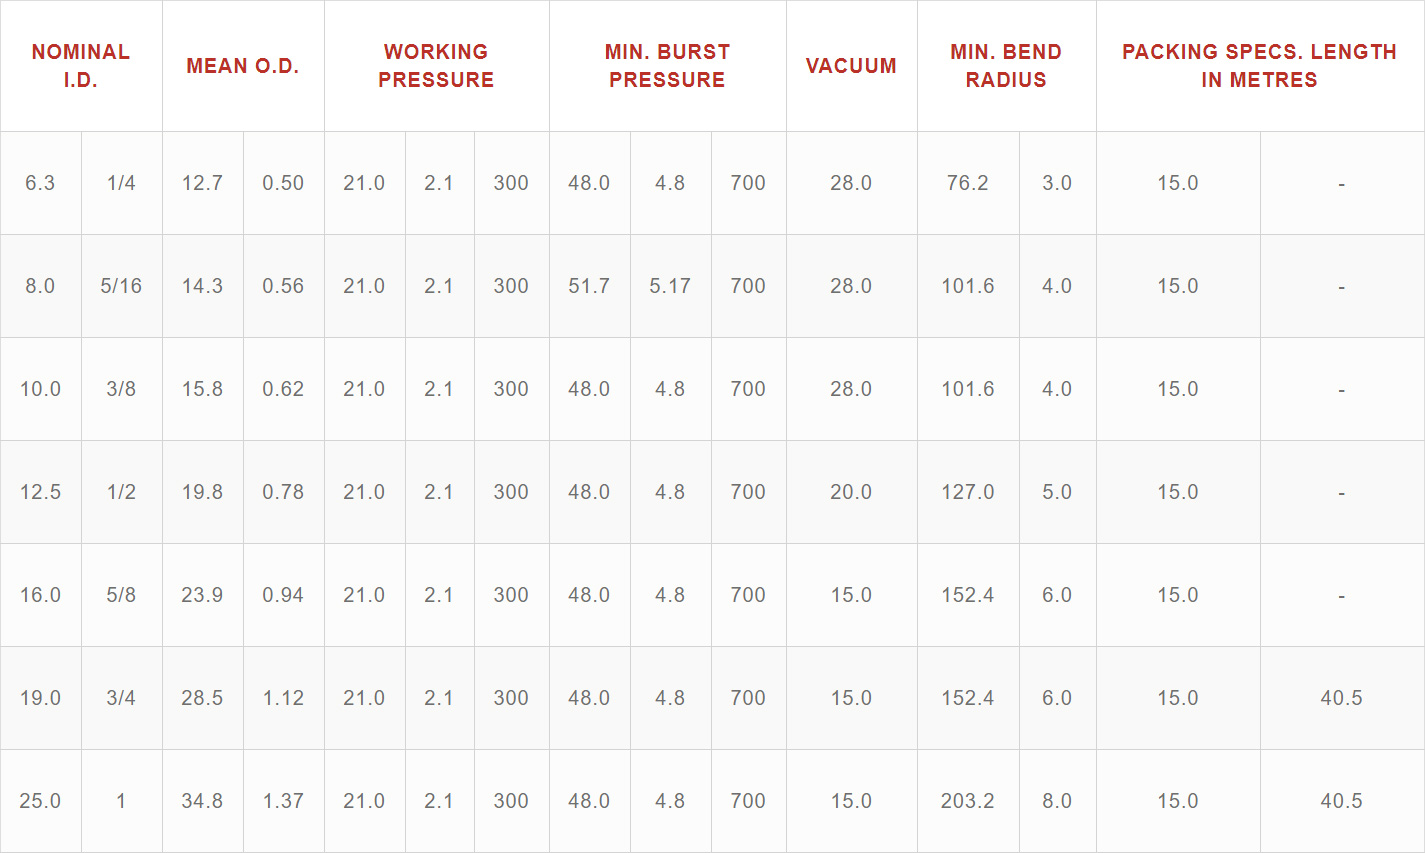 NOMINAL I.D. MEAN O.D. WORKING PRESSURE MIN. BURST PRESSURE VACUUM MIN. BEND RADIUS PACKING SPECS. LENGTH IN METRES
6.3 1/4 12.7 0.50 21.0 2.1 300 48.0 4.8 700 28.0 76.2 3.0 15.0 -
8.0 5/16 14.3 0.56 21.0 2.1 300 51.7 5.17 700 28.0 101.6 4.0 15.0 -
10.0 3/8 15.8 0.62 21.0 2.1 300 48.0 4.8 700 28.0 101.6 4.0 15.0 -
12.5 1/2 19.8 0.78 21.0 2.1 300 48.0 4.8 700 20.0 127.0 5.0 15.0 -
16.0 5/8 23.9 0.94 21.0 2.1 300 48.0 4.8 700 15.0 152.4 6.0 15.0 -
19.0 3/4 28.5 1.12 21.0 2.1 300 48.0 4.8 700 15.0 152.4 6.0 15.0 40.5
25.0 1 34.8 1.37 21.0 2.1 300 48.0 4.8 700 15.0 203.2 8.0 15.0 40.5